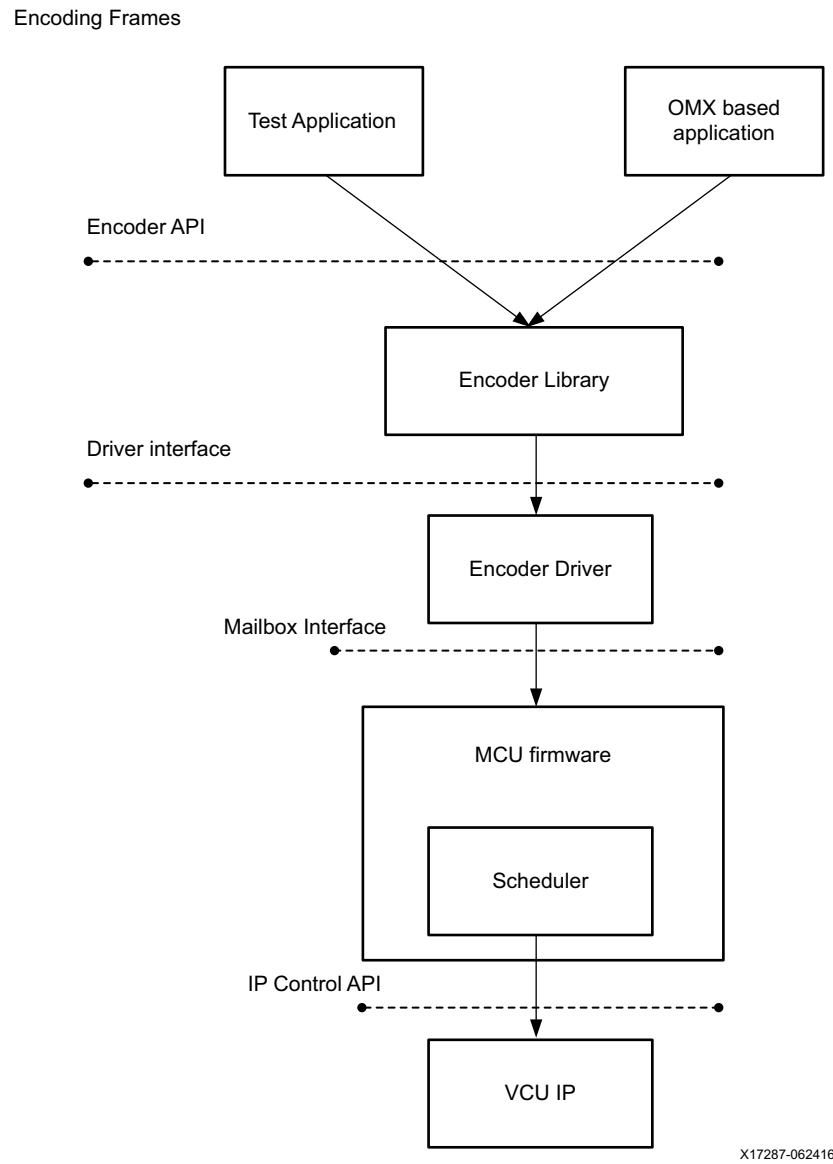 Encoding Frames
Test Application
OMX based
application
Encoder API
Encoder Library
Driver interface
Encoder Driver
Mailbox Interface
MCU firmware
Scheduler
IP Control API
VCU IP
X17287-062416